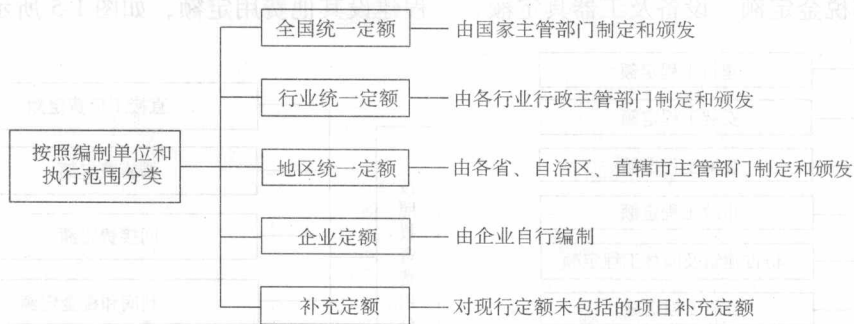 全国统一定额 由国家主管部门制定和颁发
行业统一定额 由各行业行政主管部门制定和颁发
按照编制单位和
执行范围分类
地区统一定额 由各省、自治区、直辖市主管部门制定和颁发
企业定额 由企业自行编制
补充定额 对现行定额未包括的项目补充定额